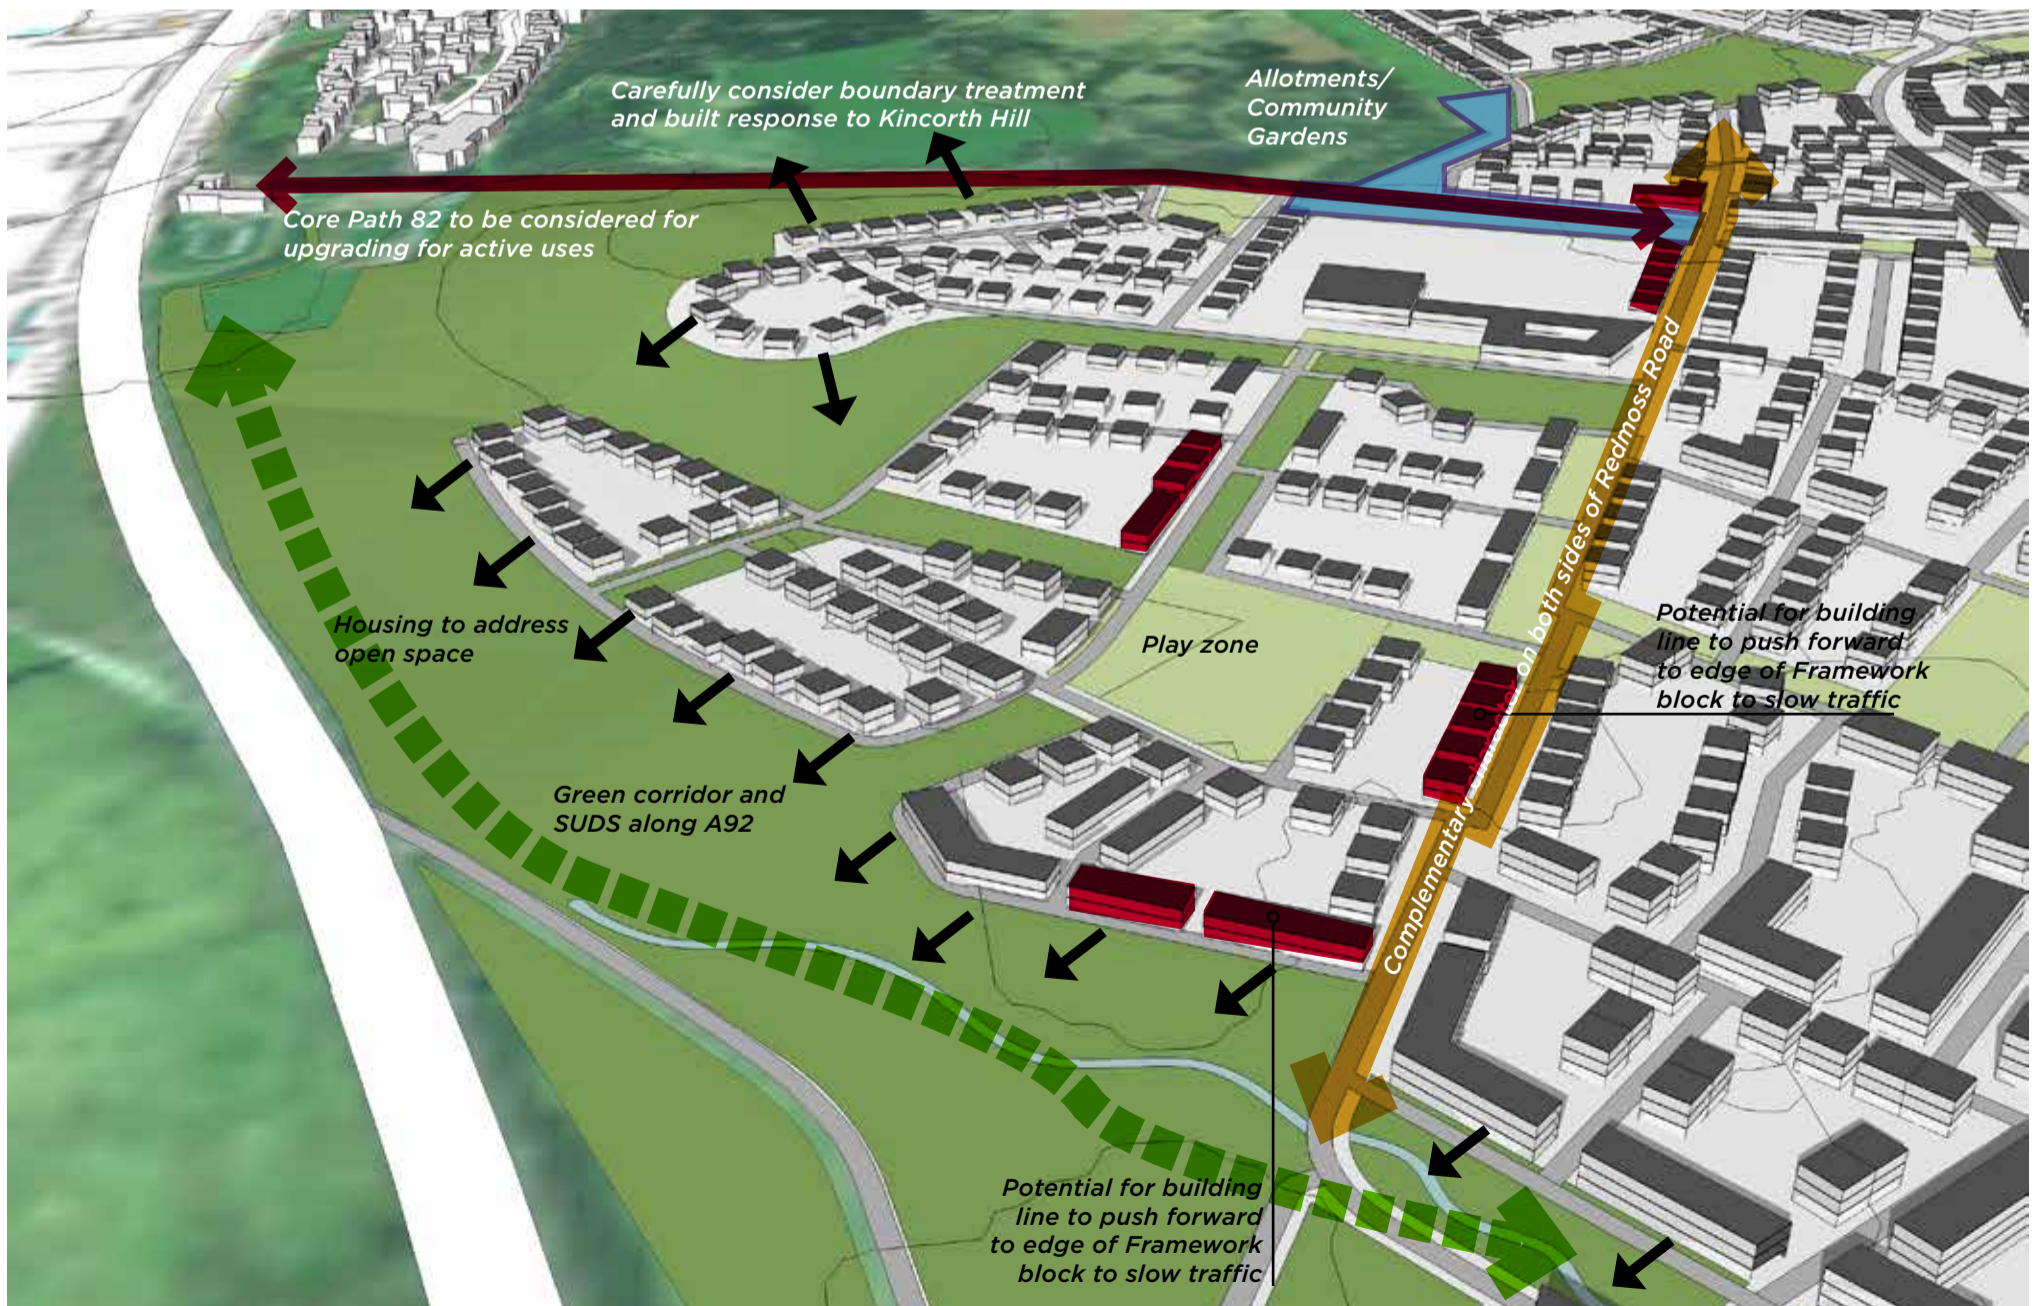 Carefully consider boundary treatment
and built response to Kincorth Hill
Allotments/
Community
Gardens
Core Path 82 to be considered for
upgrading for active uses
Housing to address
open space
Play zone
Potential for building
line to push forward
to edge of Framework
block to slow traffic
Complementary character on both sides of Redmoss Road
Green corridor and
SUDS along A92
Potential for building
line to push forward
to edge of Framework
block to slow traffic